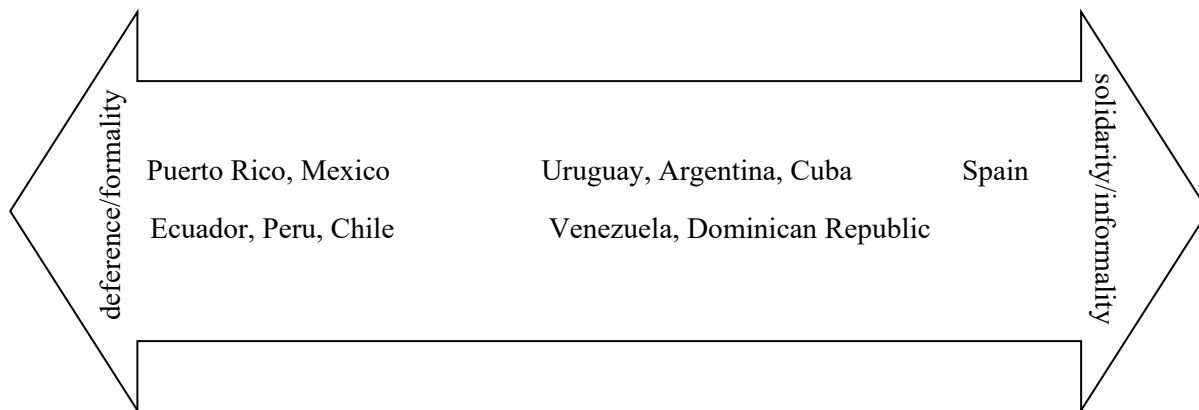 deference/formality
Puerto Rico, Mexico Uruguay, Argentina, Cuba Spain
Ecuador, Peru, Chile Venezuela, Dominican Republic
solidarity/informality